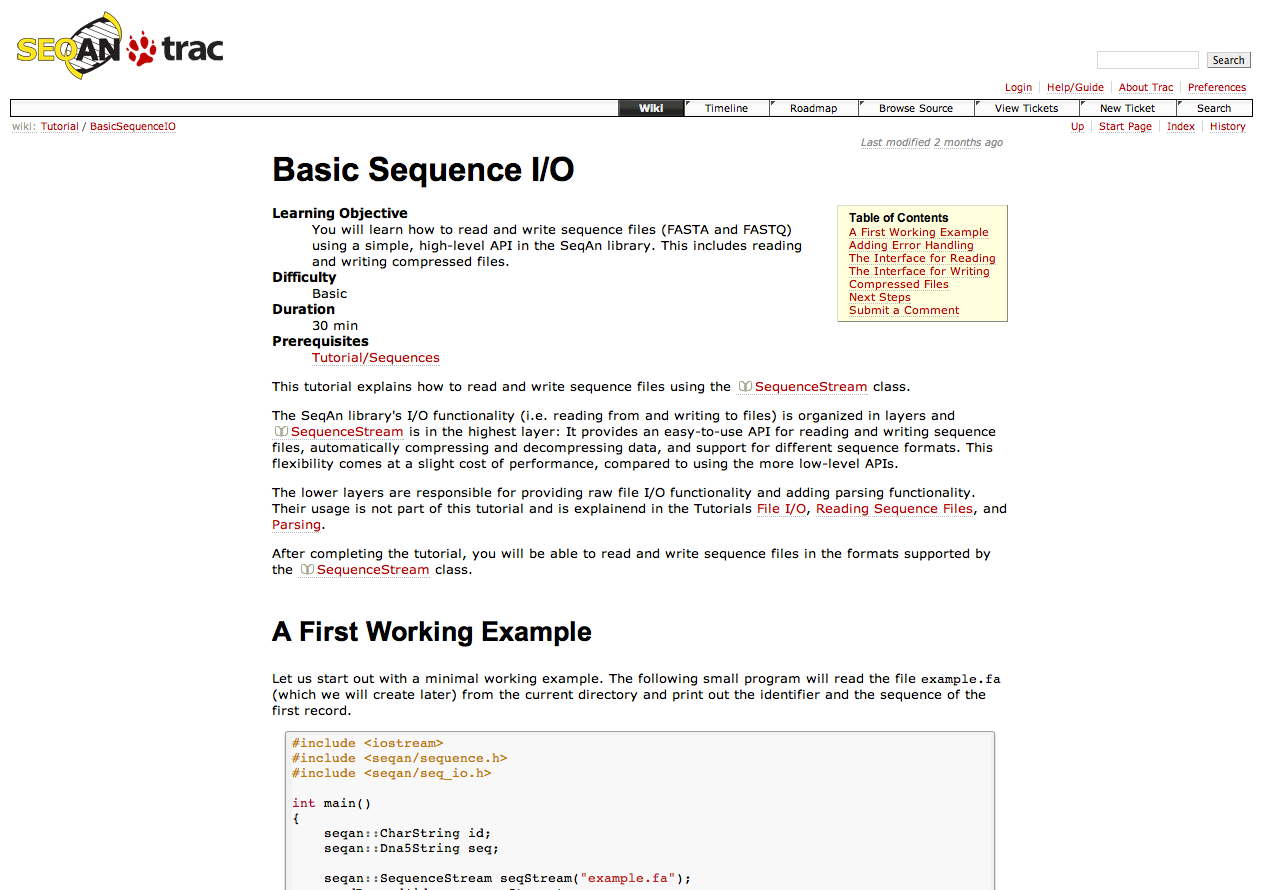 SEQAN trac
Search
Login Help/Guide About Trac Preferences
Wiki Timeline Roadmap Browse Source View Tickets New Ticket Search
wiki: Tutorial / BasicSequenceIO
Up Start Page Index History
Last modified 2 months ago
Basic Sequence I/O
Learning Objective
You will learn how to read and write sequence files (FASTA and FASTQ)
using a simple, high-level API in the SeqAn library. This includes reading
and writing compressed files.
Difficulty
Basic
Duration
30 min
Prerequisites
Tutorial/Sequences
Table of Contents
A First Working Example
Adding Error Handling
The Interface for Reading
The Interface for Writing
Compressed Files
Next Steps
Submit a Comment
This tutorial explains how to read and write sequence files using the SequenceStream class.
The SeqAn library's I/O functionality (i.e. reading from and writing to files) is organized in layers and
SequenceStream is in the highest layer: It provides an easy-to-use API for reading and writing sequence
files, automatically compressing and decompressing data, and support for different sequence formats. This
flexibility comes at a slight cost of performance, compared to using the more low-level APIs.
The lower layers are responsible for providing raw file I/O functionality and adding parsing functionality.
Their usage is not part of this tutorial and is explainend in the Tutorials File I/O, Reading Sequence Files, and
Parsing.
After completing the tutorial, you will be able to read and write sequence files in the formats supported by
the SequenceStream class.
A First Working Example
Let us start out with a minimal working example. The following small program will read the file example.fa
(which we will create later) from the current directory and print out the identifier and the sequence of the
first record.
#include <iostream>
#include <seqan/sequence.h>
#include <seqan/seq_io.h>
int main()
{
seqan::CharString id;
seqan::Dna5String seq;
seqan::SequenceStream seqStream("example.fa");